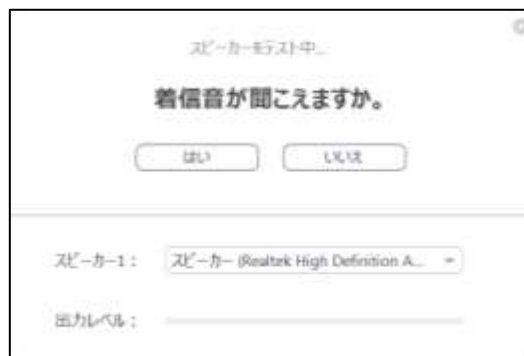 スピーカーをテスト中...
着信音が聞こえますか。
はい いいえ
スピーカー1： スピーカー (Realtek High Definition A...
出力レベル：